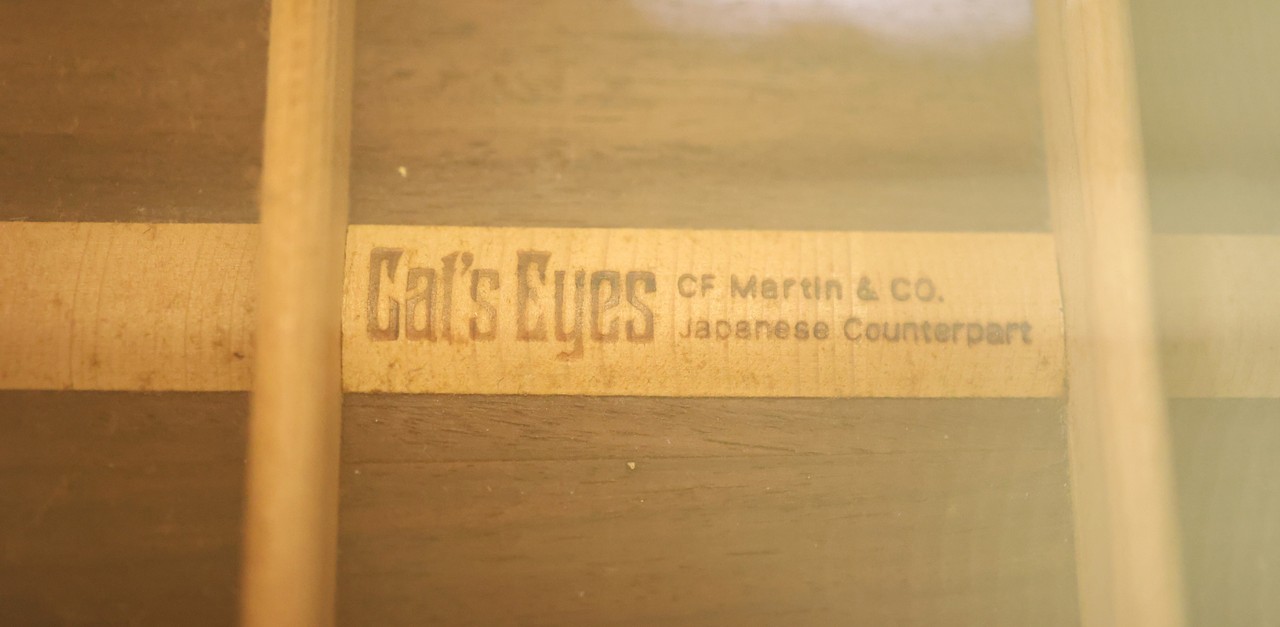 Cat's Eyes
CF Martin & CO.
Japanese Counterpart